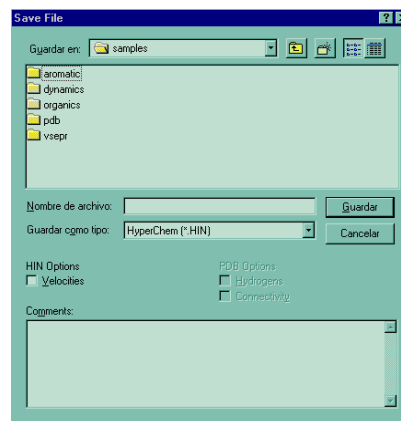 Save File
Guardar en: samples
aromatic
dynamics
organics
pdb
vsepr
Nombre de archivo: Guardar
Guardar como tipo: HyperChem (*.HIN) Cancelar
HIN Options PDB Options
Velocities Hydrogens
Connectivity
Comments: